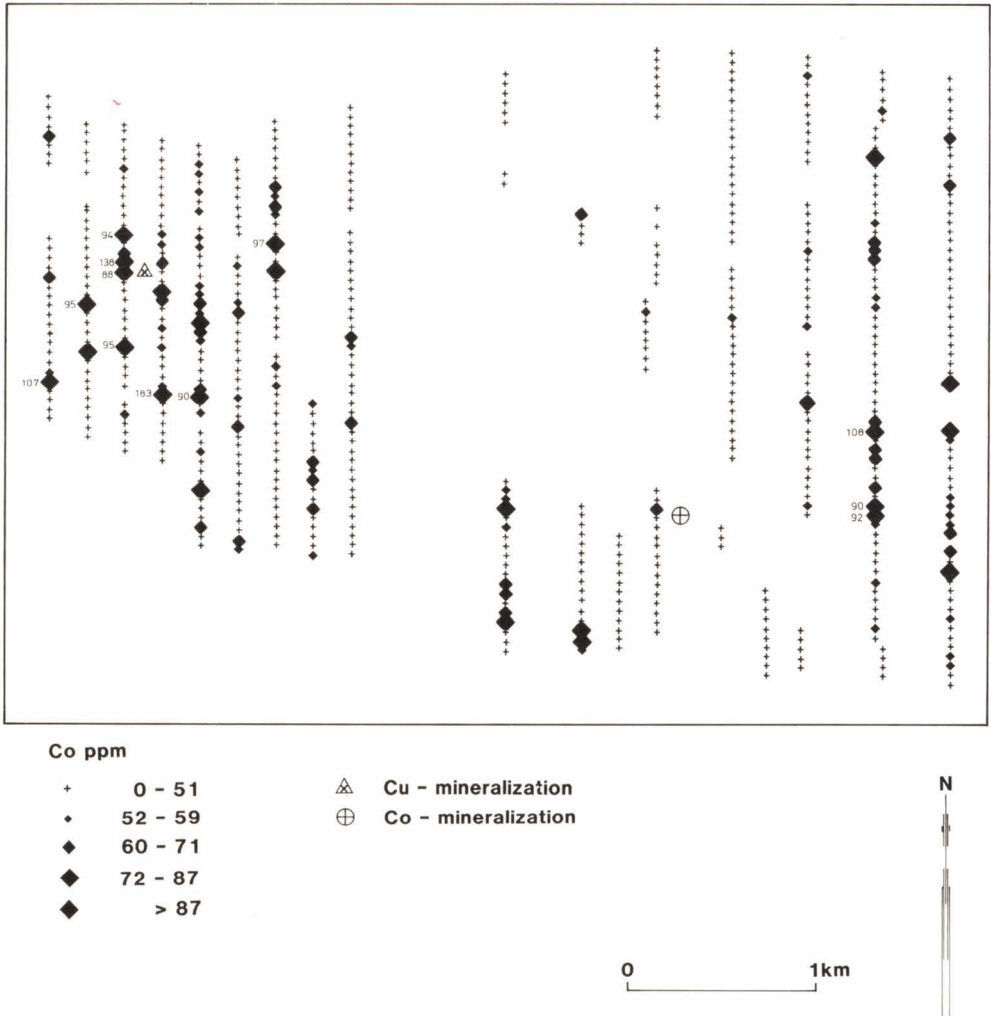 94
97
138
88
95
95
107
183
90
108
90
92
Co ppm
0 - 51
52 - 59
60 - 71
72 - 87
> 87
Cu - mineralization
Co - mineralization
N
0 1km